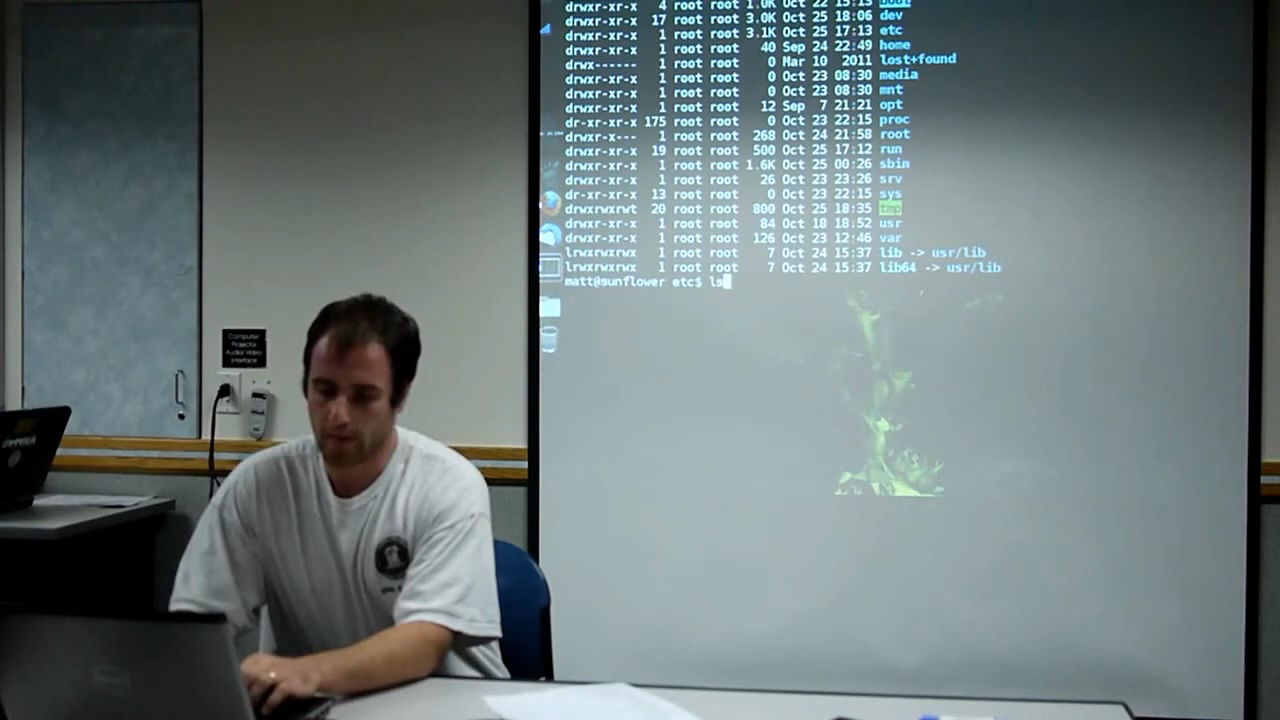 drwxr-xr-x 4 root root 1.0K Oct 22 15:13 boot
drwxr-xr-x 17 root root 3.0K Oct 25 18:06 dev
drwxr-xr-x 1 root root 3.1K Oct 25 17:13 etc
drwxr-xr-x 1 root root 40 Sep 24 22:49 home
drwx------ 1 root root 0 Mar 10 2011 lost+found
drwxr-xr-x 1 root root 0 Oct 23 08:30 media
drwxr-xr-x 1 root root 0 Oct 23 08:30 mnt
drwxr-xr-x 1 root root 12 Sep 7 21:21 opt
dr-xr-xr-x 175 root root 0 Oct 23 22:15 proc
drwxr-x--- 1 root root 268 Oct 24 21:58 root
drwxr-xr-x 19 root root 500 Oct 25 17:12 run
drwxr-xr-x 1 root root 1.6K Oct 25 00:26 sbin
drwxr-xr-x 1 root root 26 Oct 23 23:26 srv
dr-xr-xr-x 13 root root 0 Oct 23 22:15 sys
drwxrwxrwt 20 root root 800 Oct 25 18:35 tmp
drwxr-xr-x 1 root root 84 Oct 18 18:52 usr
drwxr-xr-x 1 root root 126 Oct 23 12:46 var
lrwxrwxrwx 1 root root 7 Oct 24 15:37 lib -> usr/lib
lrwxrwxrwx 1 root root 7 Oct 24 15:37 lib64 -> usr/lib
matt@sunflower etc$ ls
Computer
Projector
Audio/Video
Interface